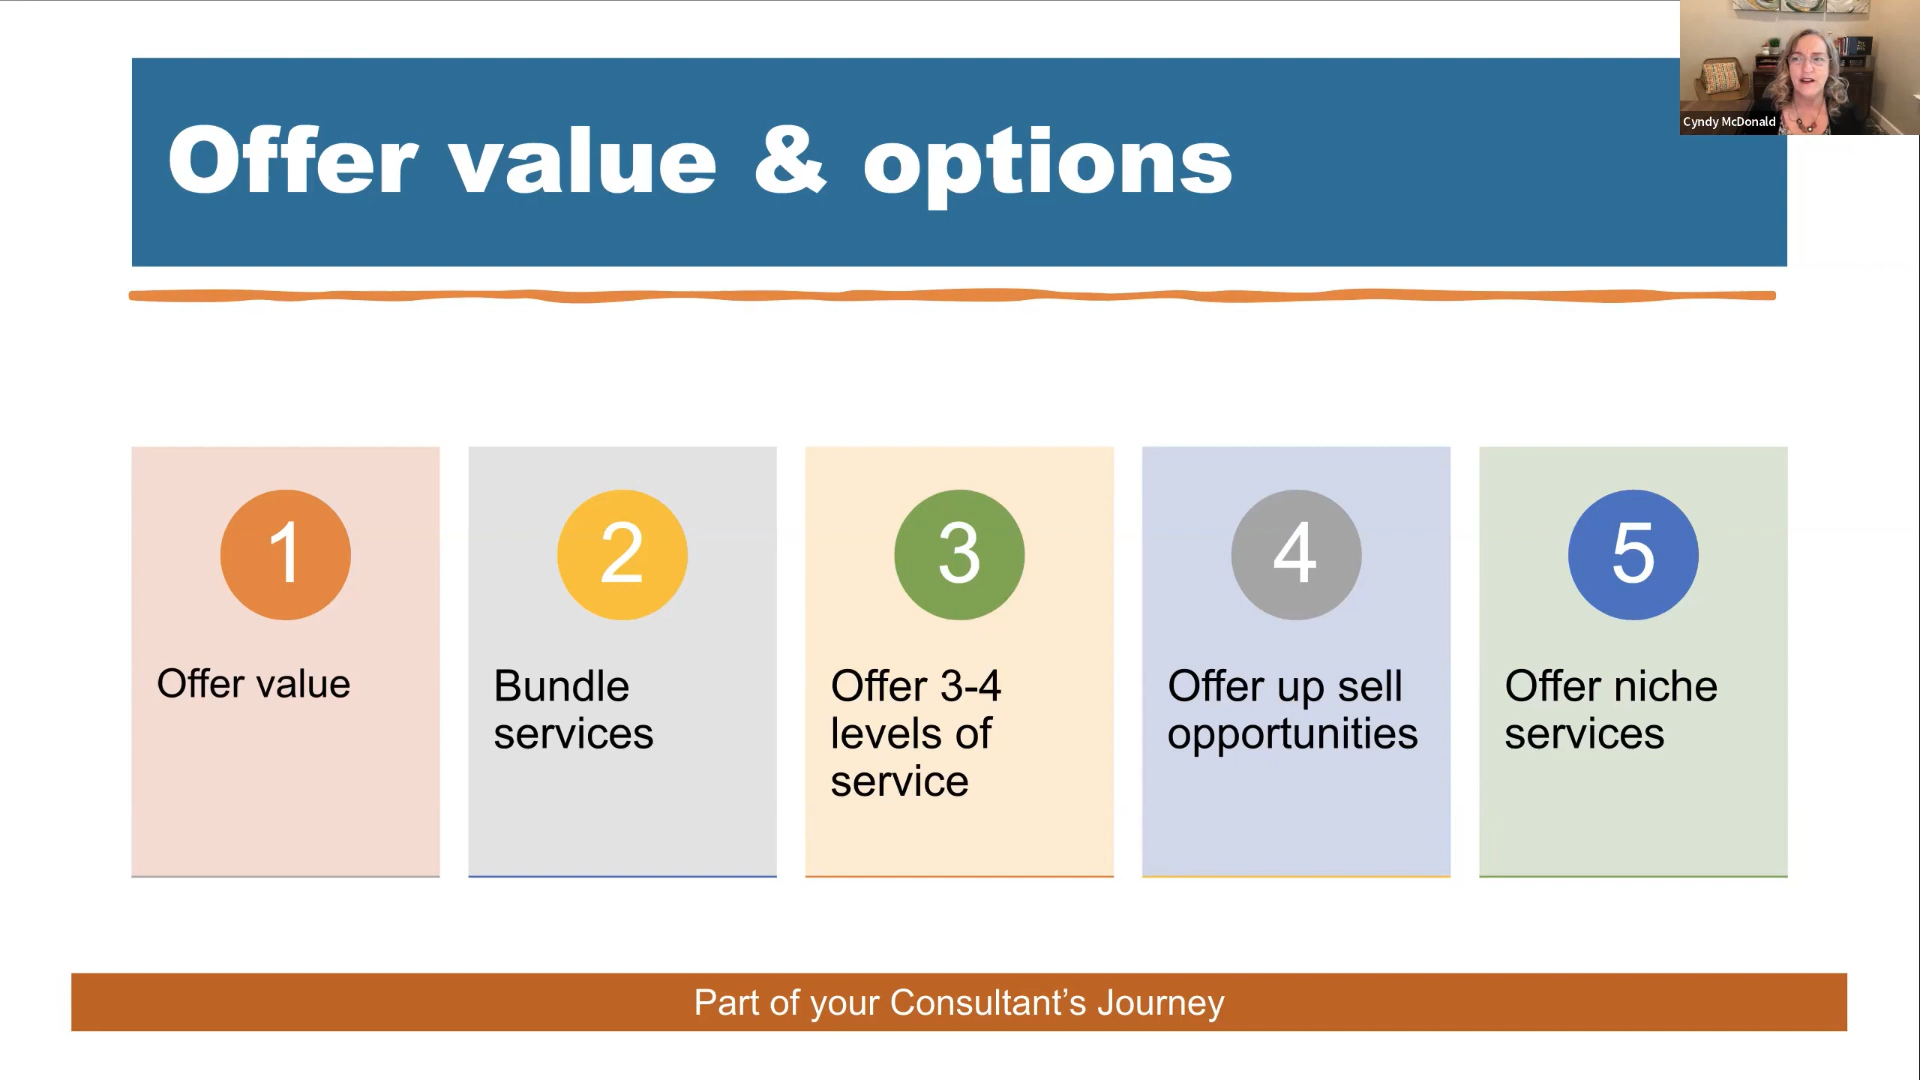 Cyndy McDonald
Offer value & options
1
Offer value
2
Bundle
services
3
Offer 3-4
levels of
service
4
Offer up sell
opportunities
5
Offer niche
services
Part of your Consultant’s Journey